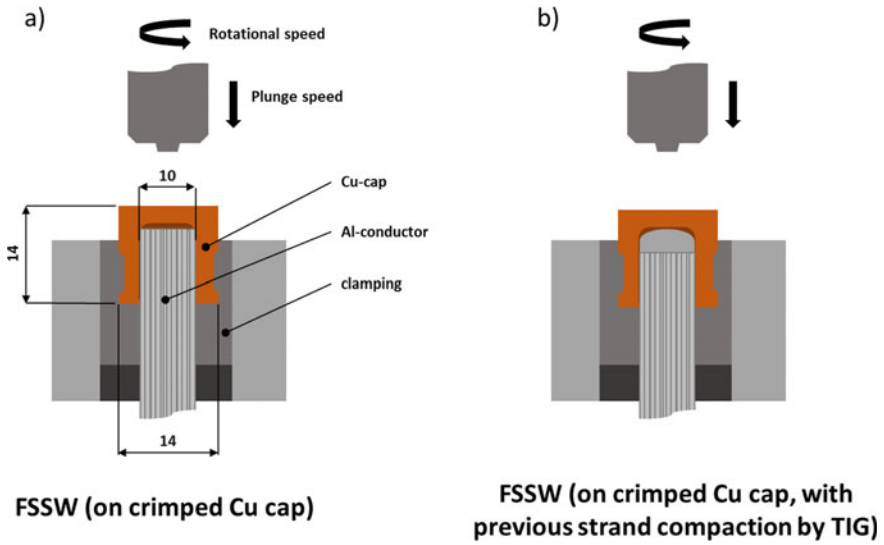 a)
Rotational speed
Plunge speed
10
Cu-cap
14
Al-conductor
clamping
14
FSSW (on crimped Cu cap)
b)
FSSW (on crimped Cu cap, with
previous strand compaction by TIG)